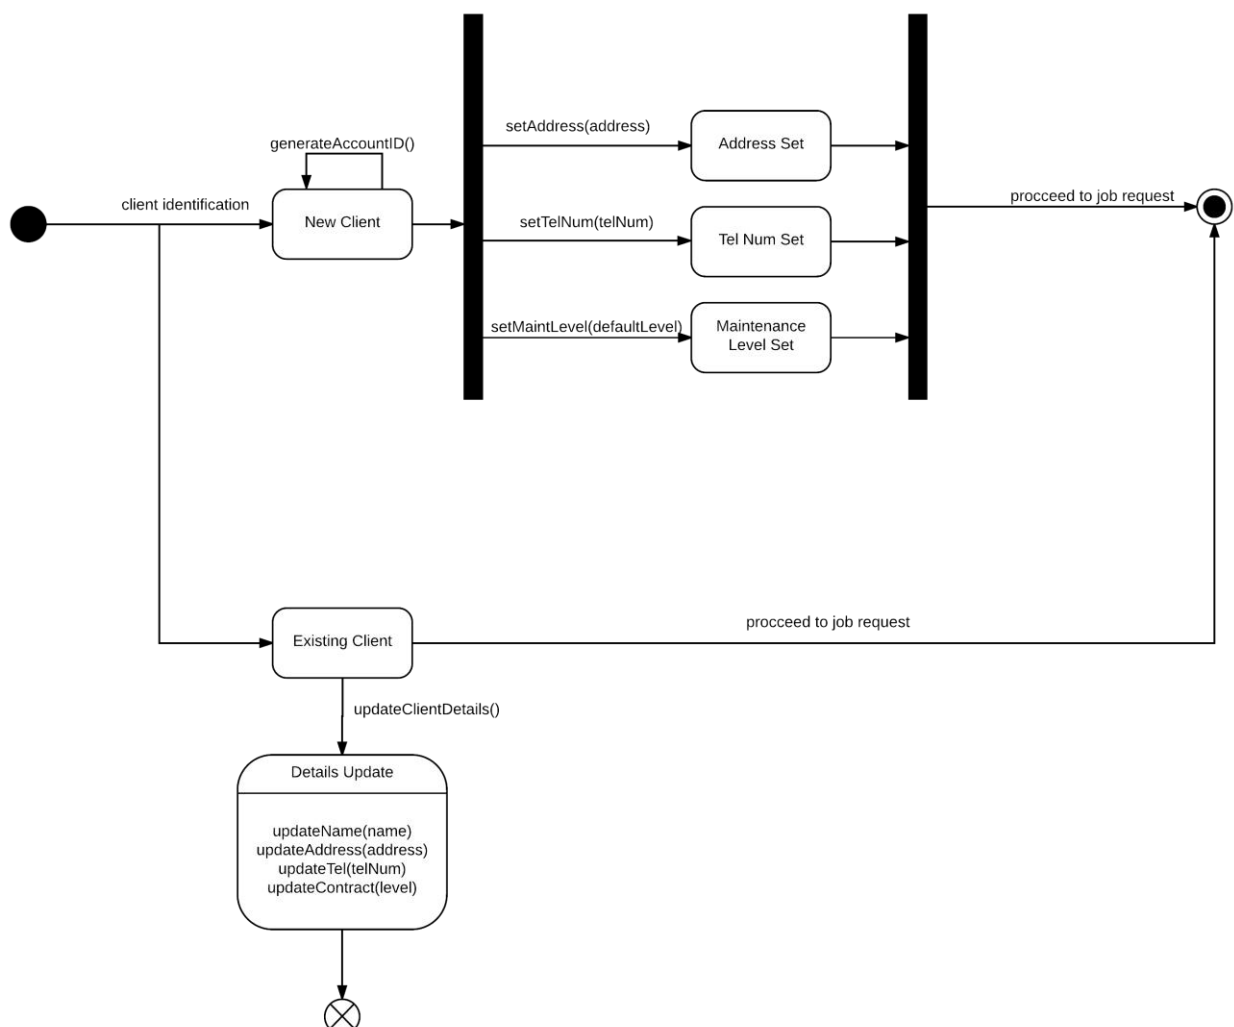 generateAccountID()
client identification
New Client
setAddress(address)
Address Set
setTelNum(telNum)
Tel Num Set
setMaintLevel(defaultLevel)
Maintenance
Level Set
procceed to job request
Existing Client
procceed to job request
updateClientDetails()
Details Update
updateName(name)
updateAddress(address)
updateTel(telNum)
updateContract(level)